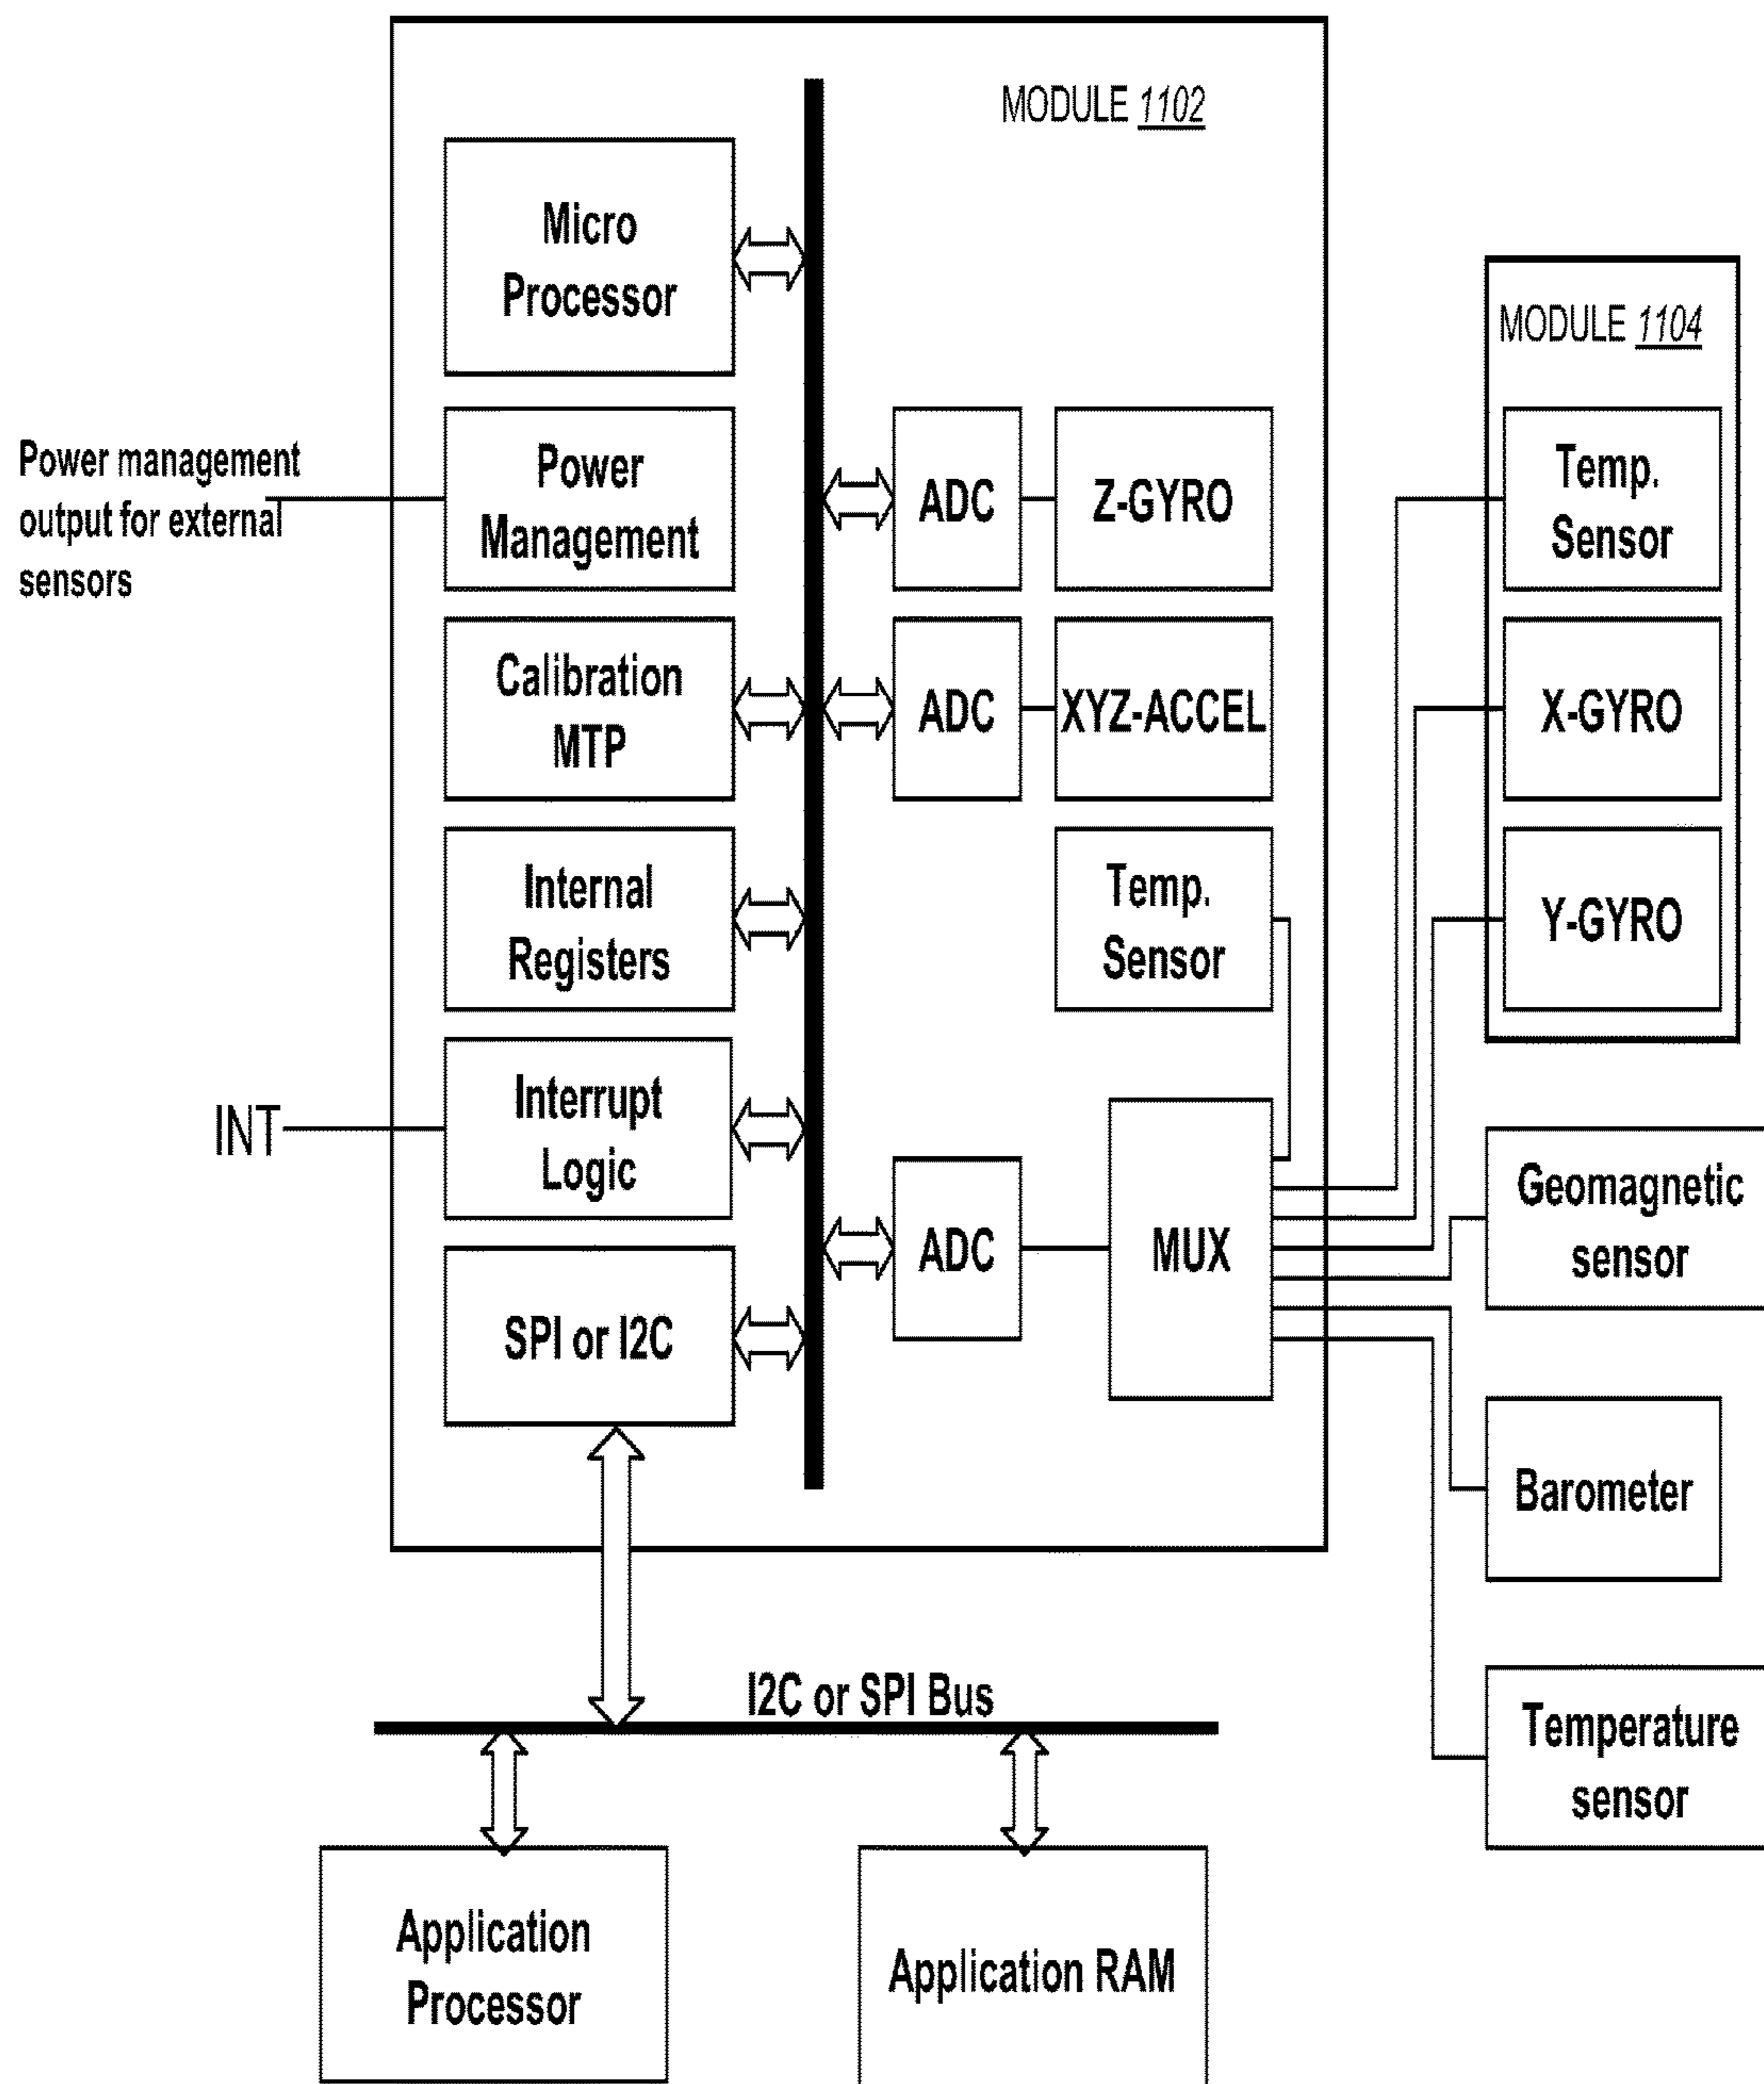 MODULE 1102
Micro
Processor
MODULE 1104
Power management
output for external
sensors
Power
Management
ADC
Z-GYRO
Temp.
Sensor
Calibration
MTP
ADC
XYZ-ACCEL
X-GYRO
Internal
Registers
Temp.
Sensor
Y-GYRO
INT
Interrupt
Logic
Geomagnetic
sensor
ADC
MUX
SPI or I2C
Barometer
I2C or SPI Bus
Temperature
sensor
Application
Processor
Application RAM